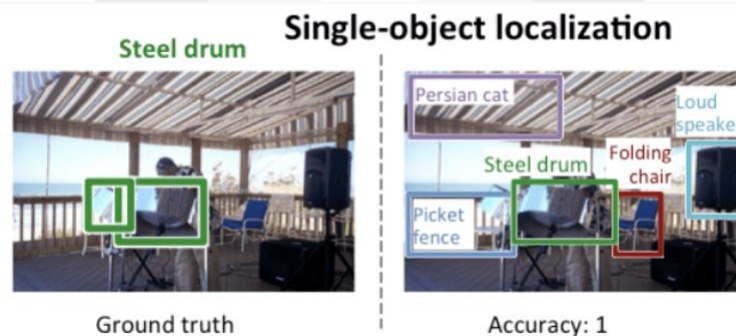 Single-object localization
Steel drum
Persian cat
Loud
speake
Steel drum
Folding
chair
Picket
fence
Ground truth
Accuracy: 1